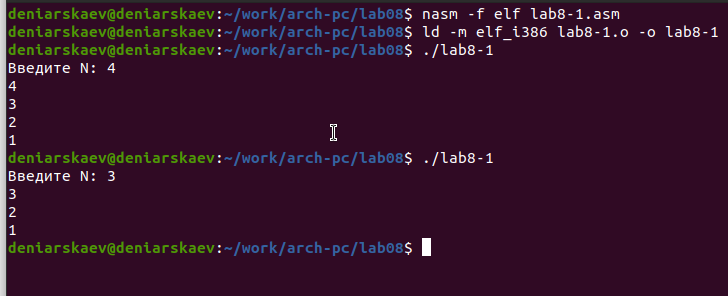 deniarskaev@deniarskaev:~/work/arch-pc/lab08$ nasm -f elf lab8-1.asm
deniarskaev@deniarskaev:~/work/arch-pc/lab08$ ld -m elf_i386 lab8-1.o -o lab8-1
deniarskaev@deniarskaev:~/work/arch-pc/lab08$ ./lab8-1
Введите N: 4
4
3
2
1
deniarskaev@deniarskaev:~/work/arch-pc/lab08$ ./lab8-1
Введите N: 3
3
2
1
deniarskaev@deniarskaev:~/work/arch-pc/lab08$